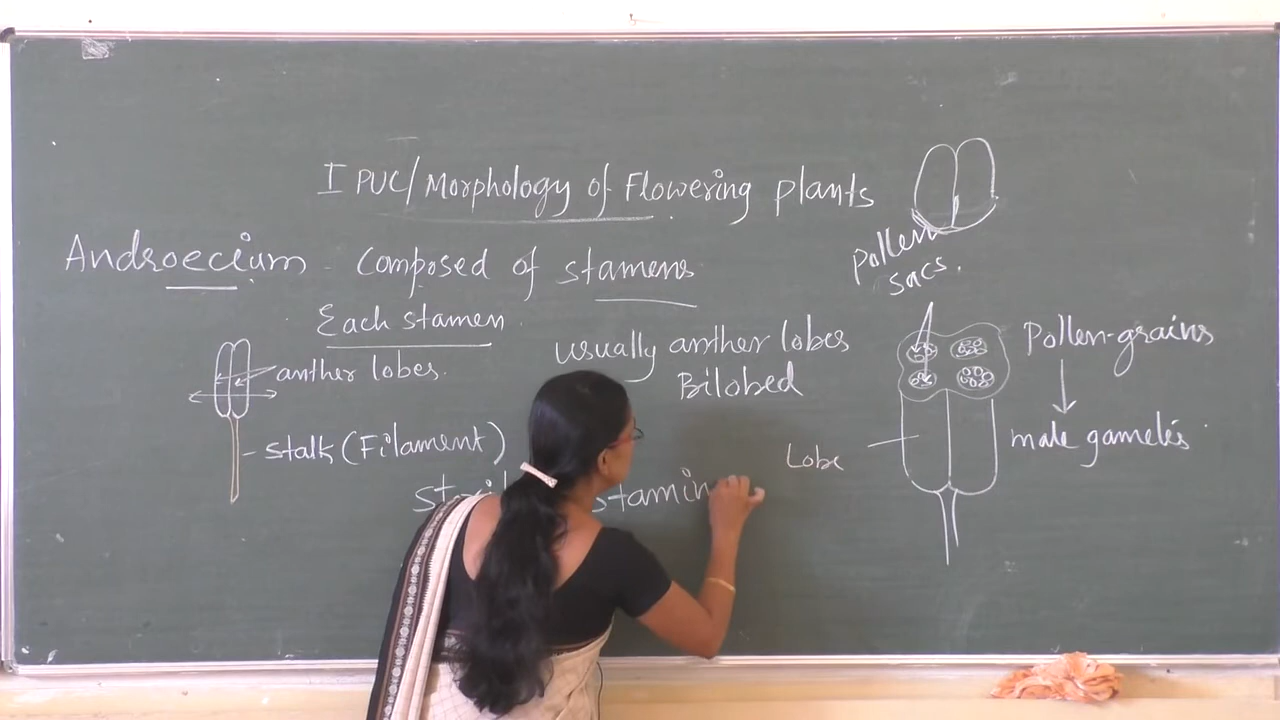 I PUC/Morphology of Flowering plants
Androecium - Composed of stamens
Each stamen
anther lobes.
stalk (Filament)
usually anther lobes
Bilobed
Pollen
sacs.
Pollen-grains
male gametes
Lobe